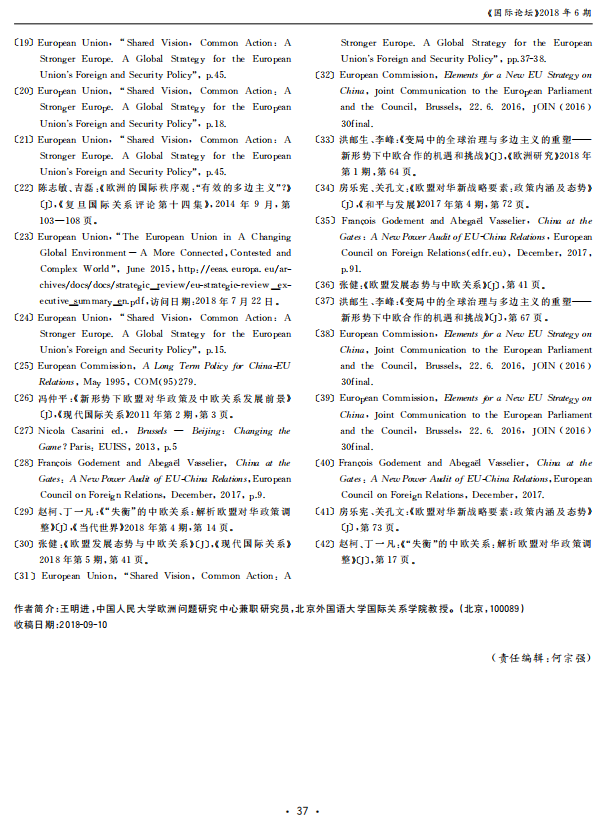 《国际论坛》2018 年 6 期
〔19〕European Union, “Shared Vision, Common Action: A
Stronger Europe. A Global Strategy for the European
Union's Foreign and Security Policy”, p.45.
〔20〕European Union, “Shared Vision, Common Action: A
Stronger Europe. A Global Strategy for the European
Union's Foreign and Security Policy”, p.18.
〔21〕European Union, “Shared Vision, Common Action: A
Stronger Europe. A Global Strategy for the European
Union's Foreign and Security Policy”, p.45.
〔22〕陈志敏、吉磊:《欧洲的国际秩序观:“有效的多边主义”?》
〔J〕,《复旦国际关系评论第十四集》, 2014 年 9 月, 第
103—108 页。
〔23〕European Union, “The European Union in A Changing
Global Environment — A More Connected, Contested and
Complex World”, June 2015, http://eeas. europa. eu/ar-
chives/docs/docs/strategic_review/eu-strategic-review _ex-
ecutive_summary_en.pdf,访问日期:2018 年 7 月 22 日。
〔24〕European Union, “Shared Vision, Common Action: A
Stronger Europe. A Global Strategy for the European
Union's Foreign and Security Policy”, p.15.
〔25〕European Commission, A Long Term Policy for China-EU
Relations, May 1995, COM(95)279.
〔26〕冯仲平:《新形势下欧盟对华政策及中欧关系发展前景》
〔J〕,《现代国际关系》2011 年第 2 期,第 3 页。
〔27〕Nicola Casarini ed., Brussels — Beijing: Changing the
Game? Paris: EUISS, 2013, p.5
〔28〕François Godement and Abegaël Vasselier, China at the
Gates: A New Power Audit of EU-China Relations, European
Council on Foreign Relations, December, 2017, p.9.
〔29〕赵柯、丁一凡:《“失衡”的中欧关系:解析欧盟对华政策调
整》〔J〕,《当代世界》2018 年第 4 期,第 14 页。
〔30〕张健:《欧盟发展态势与中欧关系》〔J〕,《现代国际关系》
2018 年第 5 期,第 41 页。
〔31〕European Union, “Shared Vision, Common Action: A
Stronger Europe. A Global Strategy for the European
Union's Foreign and Security Policy”, pp.37-38.
〔32〕European Commission, Elements for a New EU Strategy on
China, Joint Communication to the European Parliament
and the Council, Brussels, 22. 6. 2016, JOIN (2016)
30final.
〔33〕洪邮生、李峰:《变局中的全球治理与多边主义的重塑——
新形势下中欧合作的机遇和挑战》〔J〕,《欧洲研究》2018 年
第 1 期,第 64 页。
〔34〕房乐宪、关孔文:《欧盟对华新战略要素:政策内涵及态势》
〔J〕,《和平与发展》2017 年第 4 期,第 72 页。
〔35〕François Godement and Abegaël Vasselier, China at the
Gates: A New Power Audit of EU-China Relations, European
Council on Foreign Relations(edfr.eu), December, 2017,
p.91.
〔36〕张健:《欧盟发展态势与中欧关系》〔J〕,第 41 页。
〔37〕洪邮生、李峰:《变局中的全球治理与多边主义的重塑——
新形势下中欧合作的机遇和挑战》〔J〕,第 67 页。
〔38〕European Commission, Elements for a New EU Strategy on
China, Joint Communication to the European Parliament
and the Council, Brussels, 22. 6. 2016, JOIN (2016)
30final.
〔39〕European Commission, Elements for a New EU Strategy on
China, Joint Communication to the European Parliament
and the Council, Brussels, 22. 6. 2016, JOIN (2016)
30final.
〔40〕François Godement and Abegaël Vasselier, China at the
Gates: A New Power Audit of EU-China Relations, European
Council on Foreign Relations, December, 2017.
〔41〕房乐宪、关孔文:《欧盟对华新战略要素:政策内涵及态势》
〔J〕,第 73 页。
〔42〕赵柯、丁一凡:《“失衡”的中欧关系:解析欧盟对华政策调
整》〔J〕,第 17 页。
作者简介:王明进,中国人民大学欧洲问题研究中心兼职研究员,北京外国语大学国际关系学院教授。(北京,100089)
收稿日期:2018-09-10
(责任编辑:何宗强)
· 37 ·